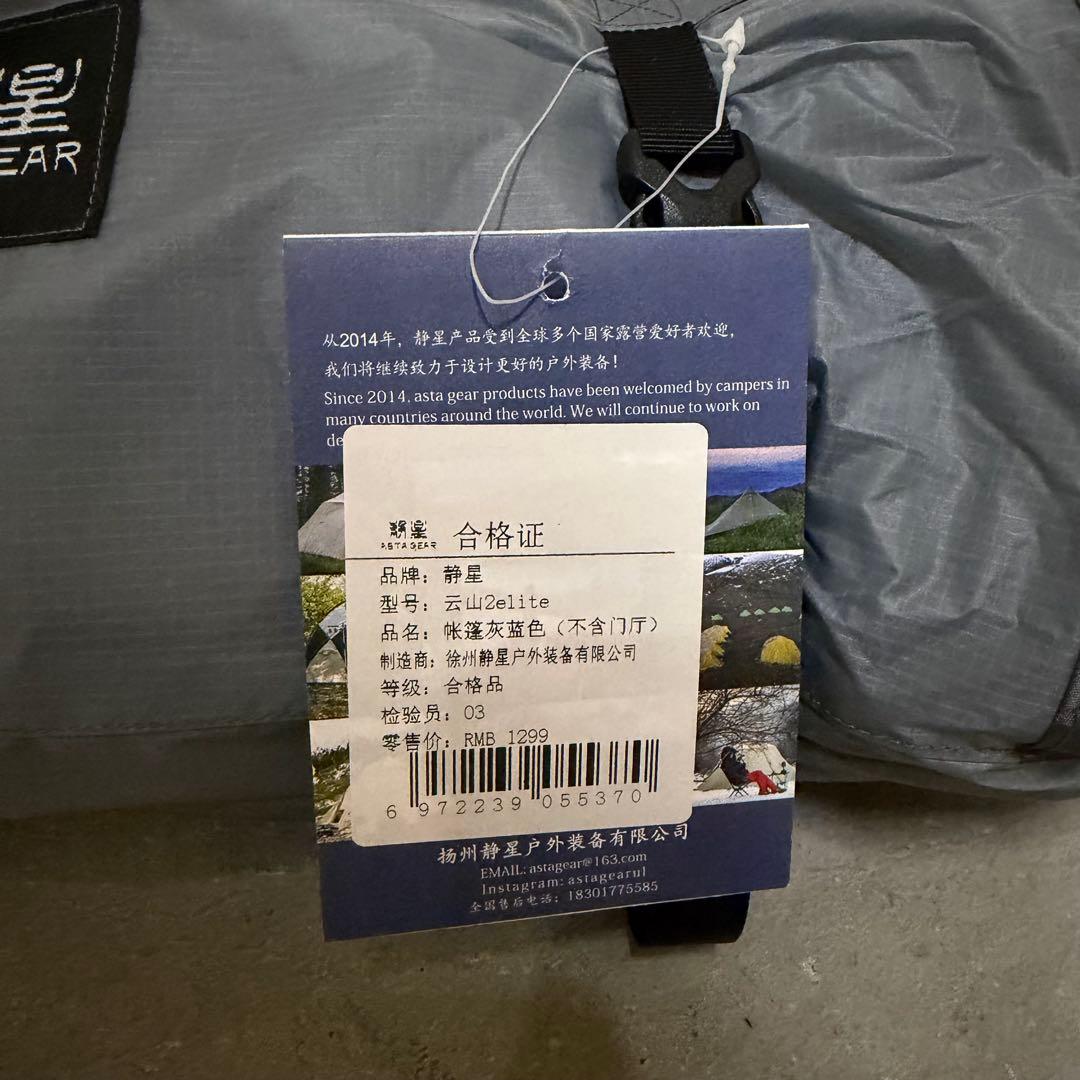 星
EAR
从2014年，静星产品受到全球多个国家露营爱好者欢迎，
我们将继续致力于设计更好的户外装备！
Since 2014, asta gear products have been welcomed by campers in
many countries around the world. We will continue to work on
de
静星
ASTAGEAR
合格证
品牌：静星
型号：云山2elite
品名：帐篷灰蓝色（不含门厅）
制造商：徐州静星户外装备有限公司
等级：合格品
检验员：03
零售价：RMB 1299
6 972239 055370
扬州静星户外装备有限公司
EMAIL: astagear@163.com
Instagram: astagearul
全国售后电话：18301775585